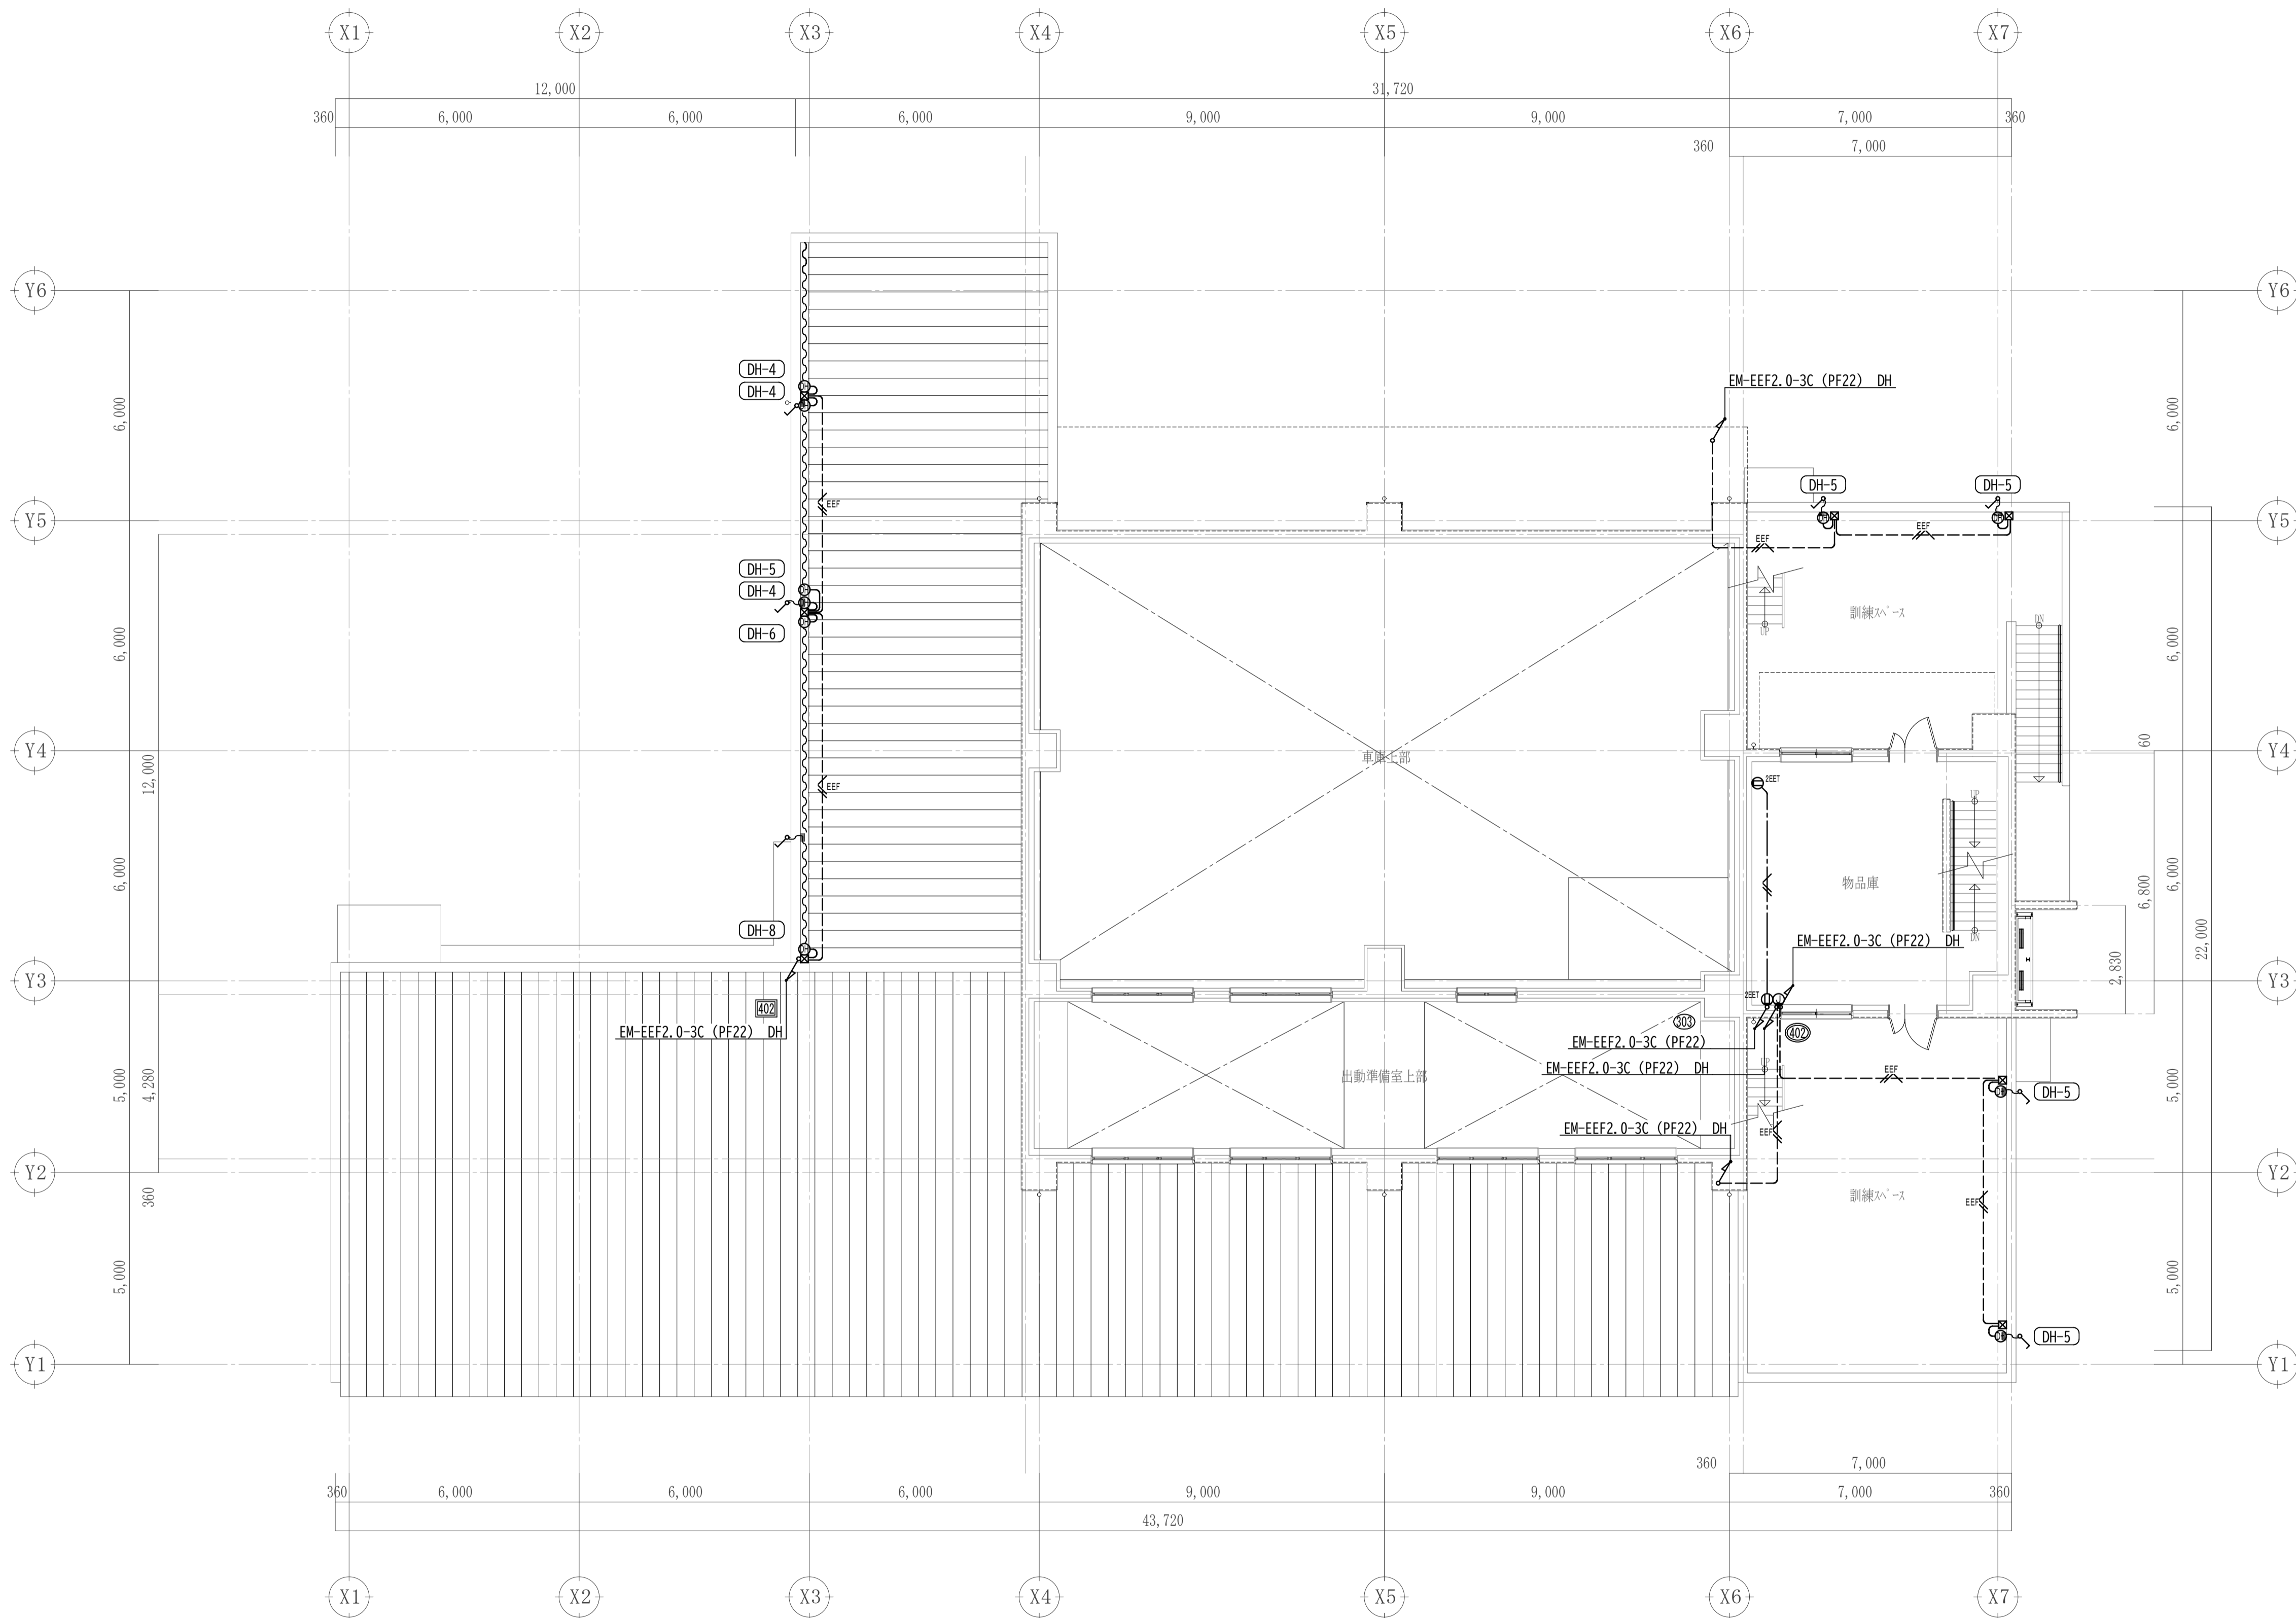 X1 X2 X3 X4 X5 X6 X7
12,000 31,720
360 6,000 6,000 6,000 9,000 9,000 7,000 360
360 7,000
Y6 Y6
DH-4
DH-4
EM-EEF2.0-3C (PF22) DH
6,000 6,000
DH-5 DH-5
EEF
Y5 Y5
EEF EEF
DH-5
DH-4
DH-6
訓練スペース
UP
DN
6,000 6,000
Y4 Y4
60
車庫上部
2EET
EEF
12,000
UP
物品庫
6,000 6,000
6,800
DH-8
DN
EM-EEF2.0-3C (PF22) DH
22,000
2,830
Y3 Y3
2EET
402
EM-EEF2.0-3C (PF22) DH
303
402
EM-EEF2.0-3C (PF22)
EM-EEF2.0-3C (PF22) DH
UP
EEF
出動準備室上部
5,000 4,280 5,000
DH-5
EM-EEF2.0-3C (PF22) DH
EEF
Y2 Y2
360
訓練スペース
EEF
5,000 5,000
DH-5
Y1 Y1
360 7,000
360 6,000 6,000 6,000 9,000 9,000 7,000 360
43,720
X1 X2 X3 X4 X5 X6 X7